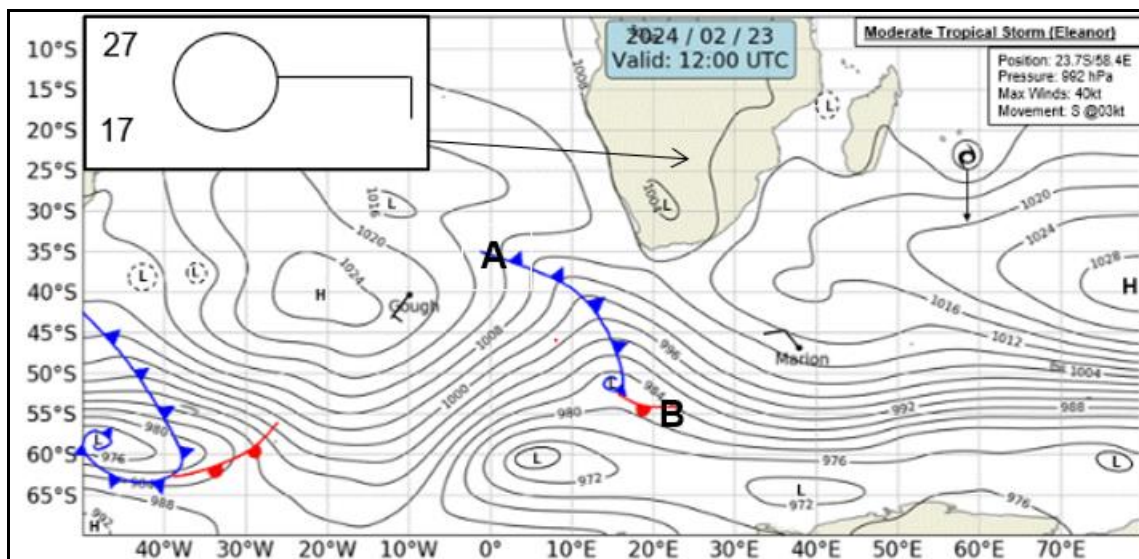 27
17
2024 / 02 / 23
Valid: 12:00 UTC
Moderate Tropical Storm (Eleanor)
Position: 23.7S/58.4E
Pressure: 992 hPa
Max Winds: 40kt
Movement: S @03kt
10°S
15°S
20°S
25°S
30°S
35°S
40°S
45°S
50°S
55°S
60°S
65°S
1008
L
1016
L
1004
L
1020
1020
1024
1024
1028
H
H
A
L
L
Gough
1016
1008
1012
Marion
996
1004
1000
L
984
992
988
B
980
980
L
976
L
976
L
972
L
972
976
988
992
H
40°W
30°W
20°W
10°W
0°
10°E
20°E
30°E
40°E
50°E
60°E
70°E